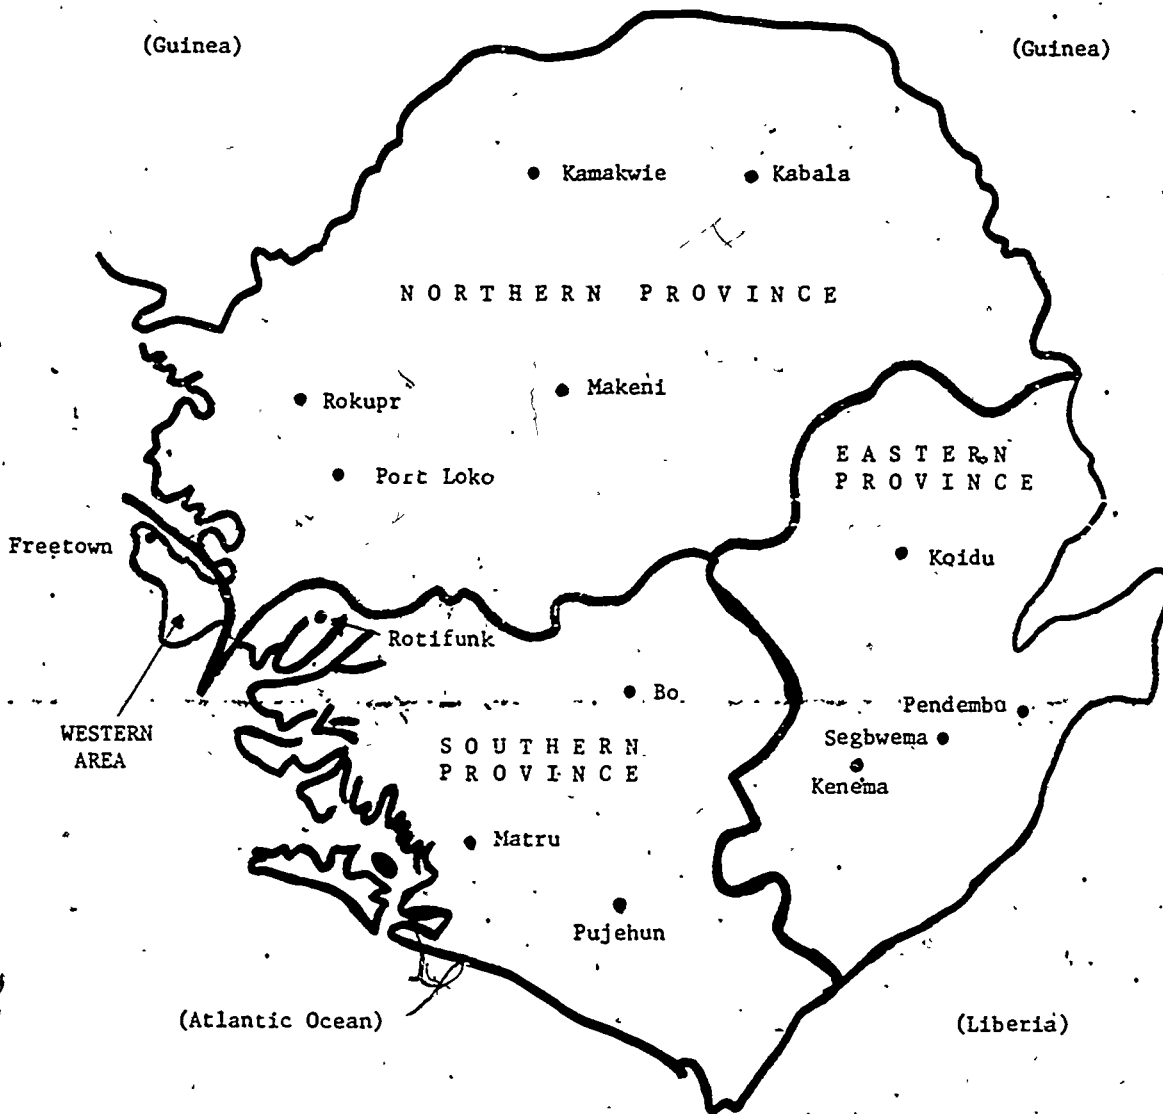 (Guinea)
(Guinea)
Kamakwie
Kabala
NORTHERN PROVINCE
Rokupr
Makeni
EASTERN
PROVINCE
Port Loko
Freetown
Koidu
Rotifunk
Bo
Pendembu
WESTERN
AREA
SOUTHERN
PROVINCE
Segbwema
Kenema
Matru
Pujehun
(Atlantic Ocean)
(Liberia)